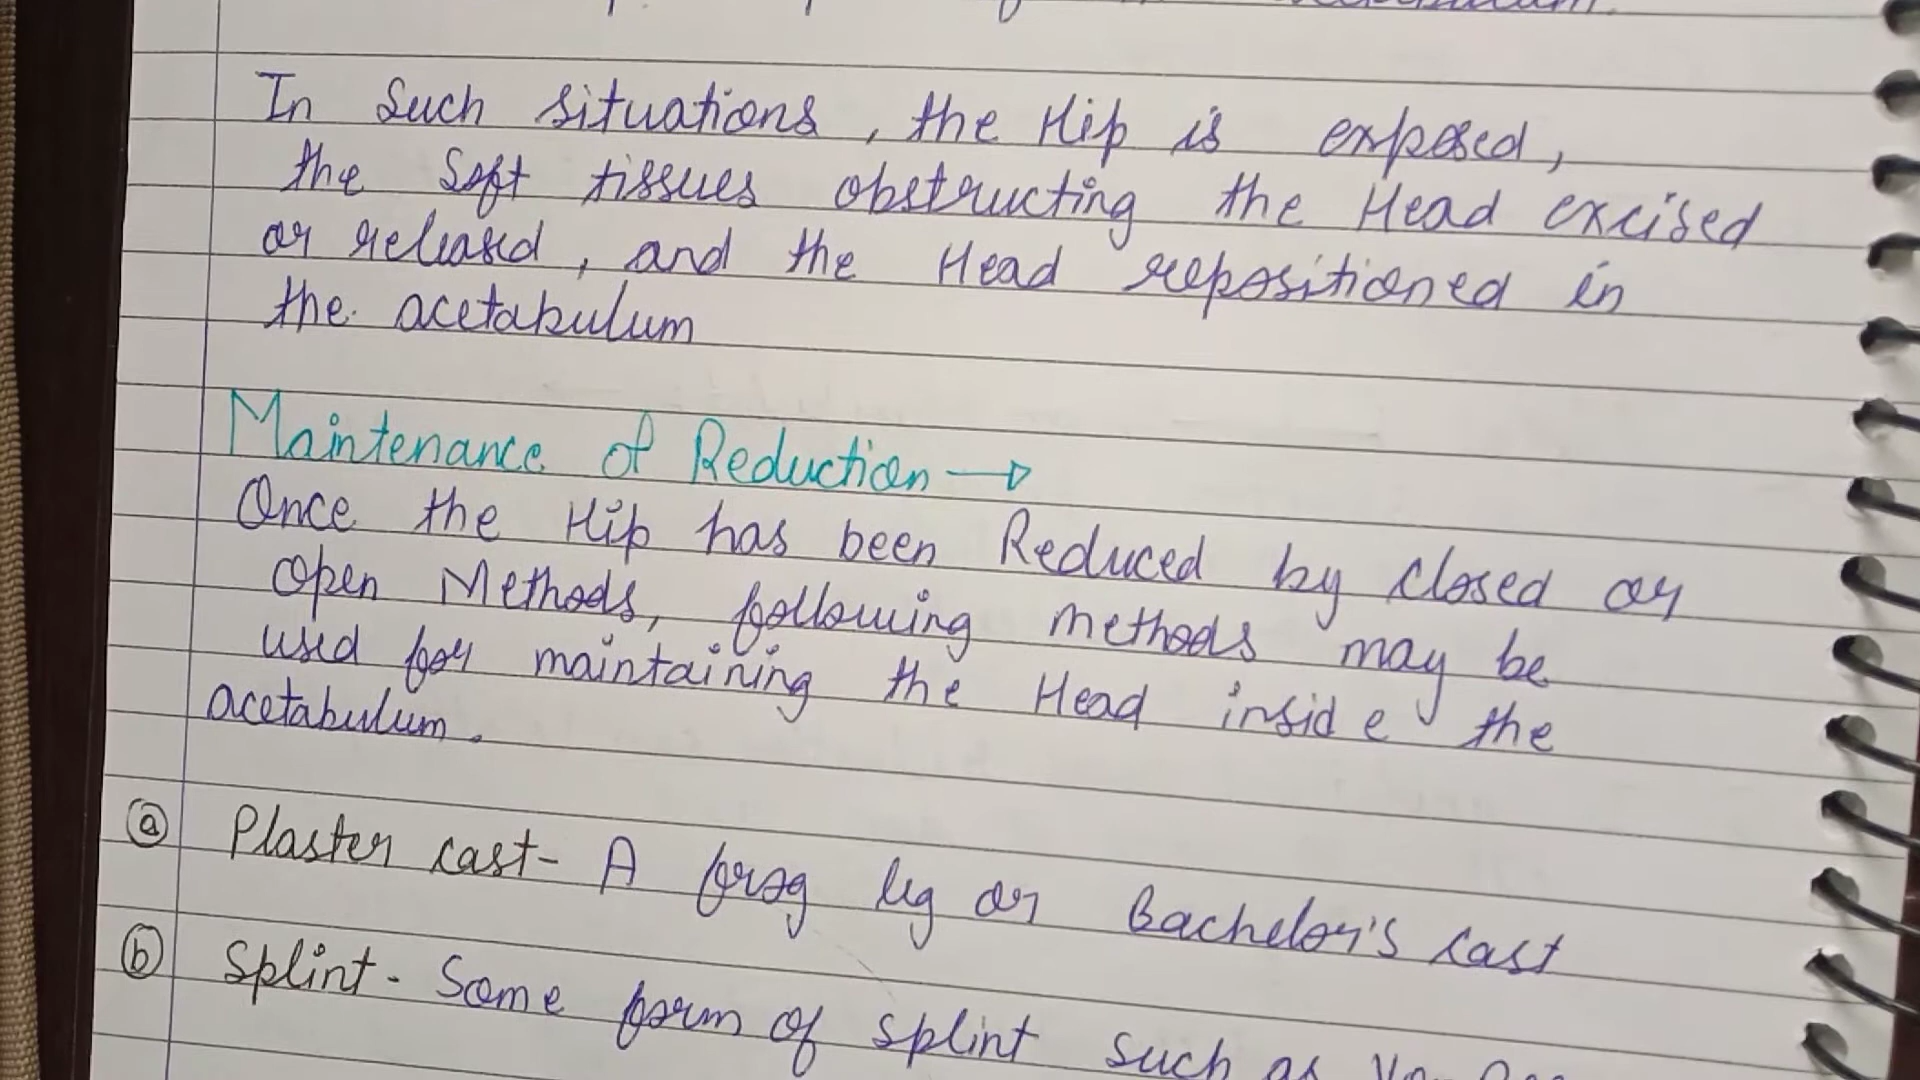 In Such situations, the Hip is exposed,
the Soft tissues obstructing the Head excised
or released, and the Head repositioned in
the acetabulum
Maintenance of Reduction →
Once the Hip has been Reduced by Closed or
Open Methods, following methods may be
used for maintaining the Head inside the
acetabulum.
(a) Plaster cast - A frog leg or Bachelor's cast
(b) Splint - Some form of splint such as